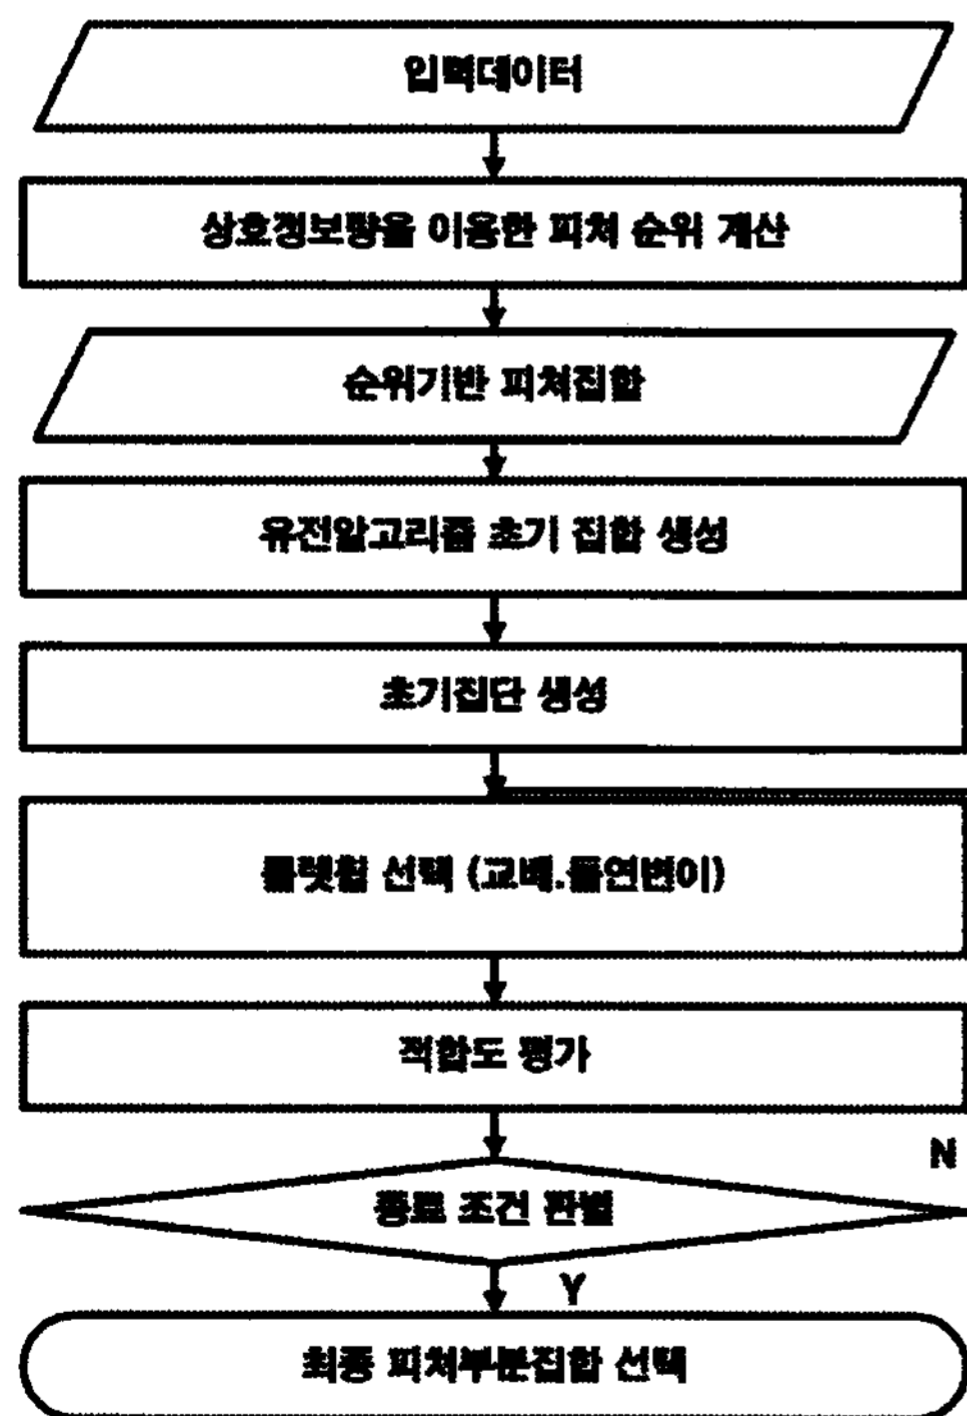 입력데이터
상호정보량을 이용한 피쳐 순위 계산
순위기반 피쳐집합
유전알고리즘 초기 집합 생성
초기집단 생성
룰렛휠 선택 (교배.돌연변이)
적합도 평가
N
종료 조건 판별
Y
최종 피쳐부분집합 선택